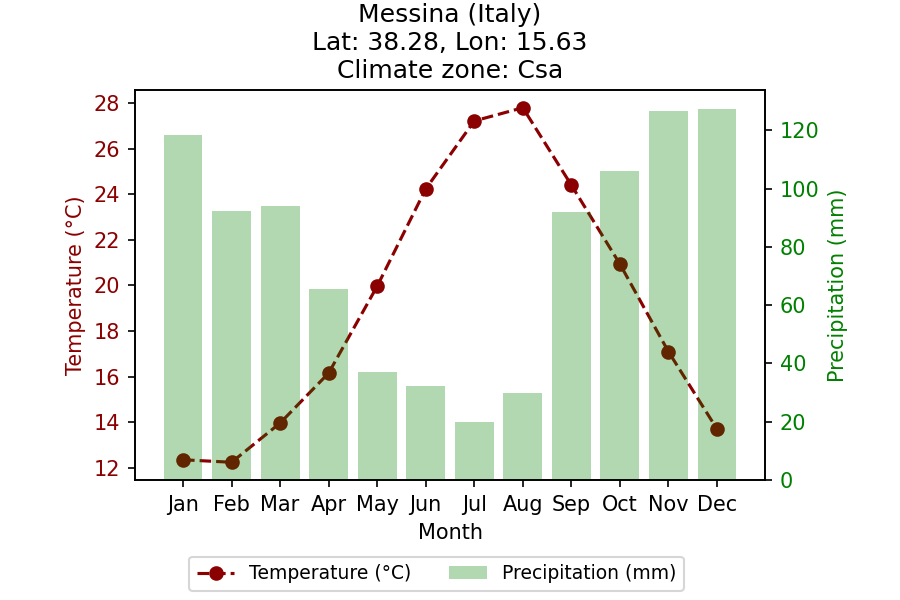 Messina (Italy)
Lat: 38.28, Lon: 15.63
Climate zone: Csa
Temperature (°C)
28
26
24
22
20
18
16
14
12
120
100
80
60
40
20
0
Precipitation (mm)
Jan Feb Mar Apr May Jun Jul Aug Sep Oct Nov Dec
Month
Temperature (°C) Precipitation (mm)